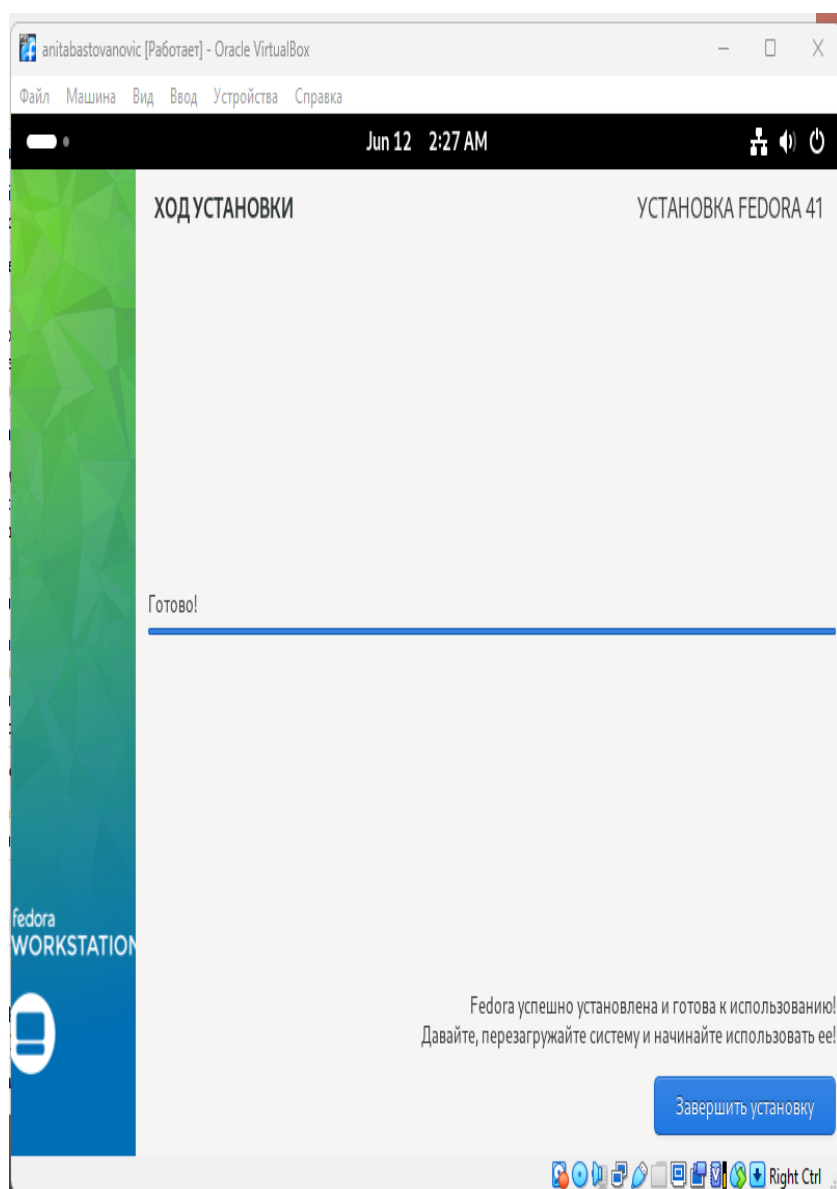 anitabastovanovic [Работает] - Oracle VirtualBox
Файл Машина Вид Ввод Устройства Справка
Jun 12 2:27 AM
ХОД УСТАНОВКИ
УСТАНОВКА FEDORA 41
Готово!
fedora
WORKSTATION
Fedora успешно установлена и готова к использованию!
Давайте, перезагружайте систему и начинайте использовать ее!
Завершить установку
Right Ctrl